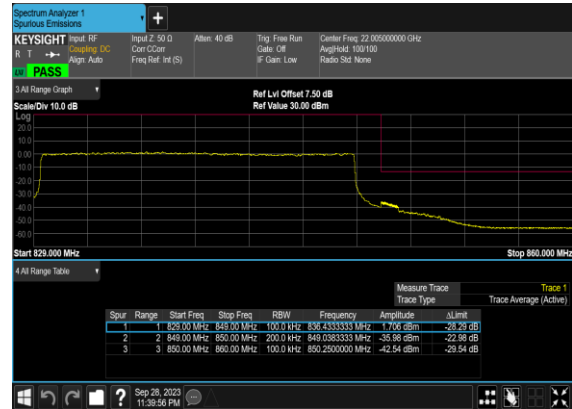 Spectrum Analyzer 1
Spurious Emissions
KEYSIGHT Input: RF Input Z: 50 Ω Atten: 40 dB Trig: Free Run Center Freq: 22.005000000 GHz
R T Coupling: DC Corr CCorr Gate: Off Avg|Hold: 100/100
Align: Auto Freq Ref: Int (S) IF Gain: Low Radio Std: None
PASS
3 All Range Graph
Ref Lvl Offset 7.50 dB
Scale/Div 10.0 dB Ref Value 30.00 dBm
Log
20.0
10.0
0.00
-10.0
-20.0
-30.0
-40.0
-50.0
-60.0
Start 829.000 MHz Stop 860.000 MHz
4 All Range Table
Measure Trace Trace 1
Trace Type Trace Average (Active)
Spur Range Start Freq Stop Freq RBW Frequency Amplitude ΔLimit
1 1 829.00 MHz 849.00 MHz 100.0 kHz 836.4333333 MHz 1.706 dBm -28.29 dB
2 2 849.00 MHz 850.00 MHz 200.0 kHz 849.0383333 MHz -35.98 dBm -22.98 dB
3 3 850.00 MHz 860.00 MHz 100.0 kHz 850.2500000 MHz -42.54 dBm -29.54 dB
? Sep 28, 2023
11:39:56 PM